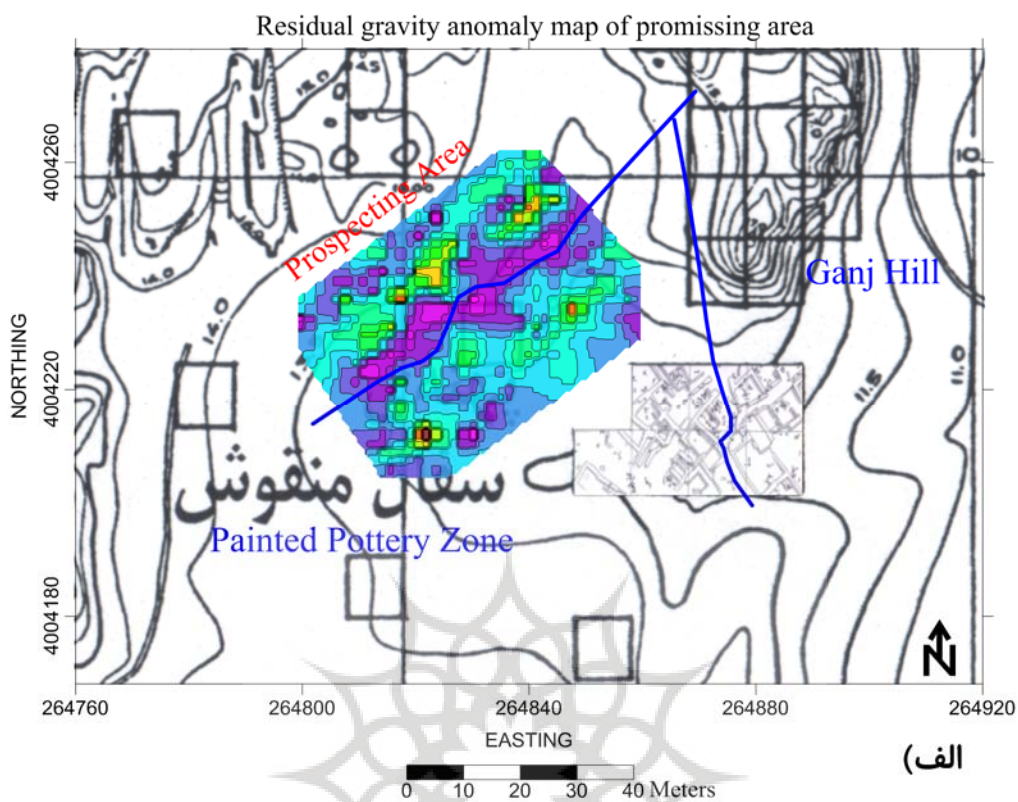 Residual gravity anomaly map of promissing area
Prospecting Area
Ganj Hill
14.0
14.0
11.5
11.0
سفال منقوش
Painted Pottery Zone
NORTHING
4004260
4004220
4004180
264760
264800
264840
264880
264920
EASTING
N
0
10
20
30
40 Meters
الف)